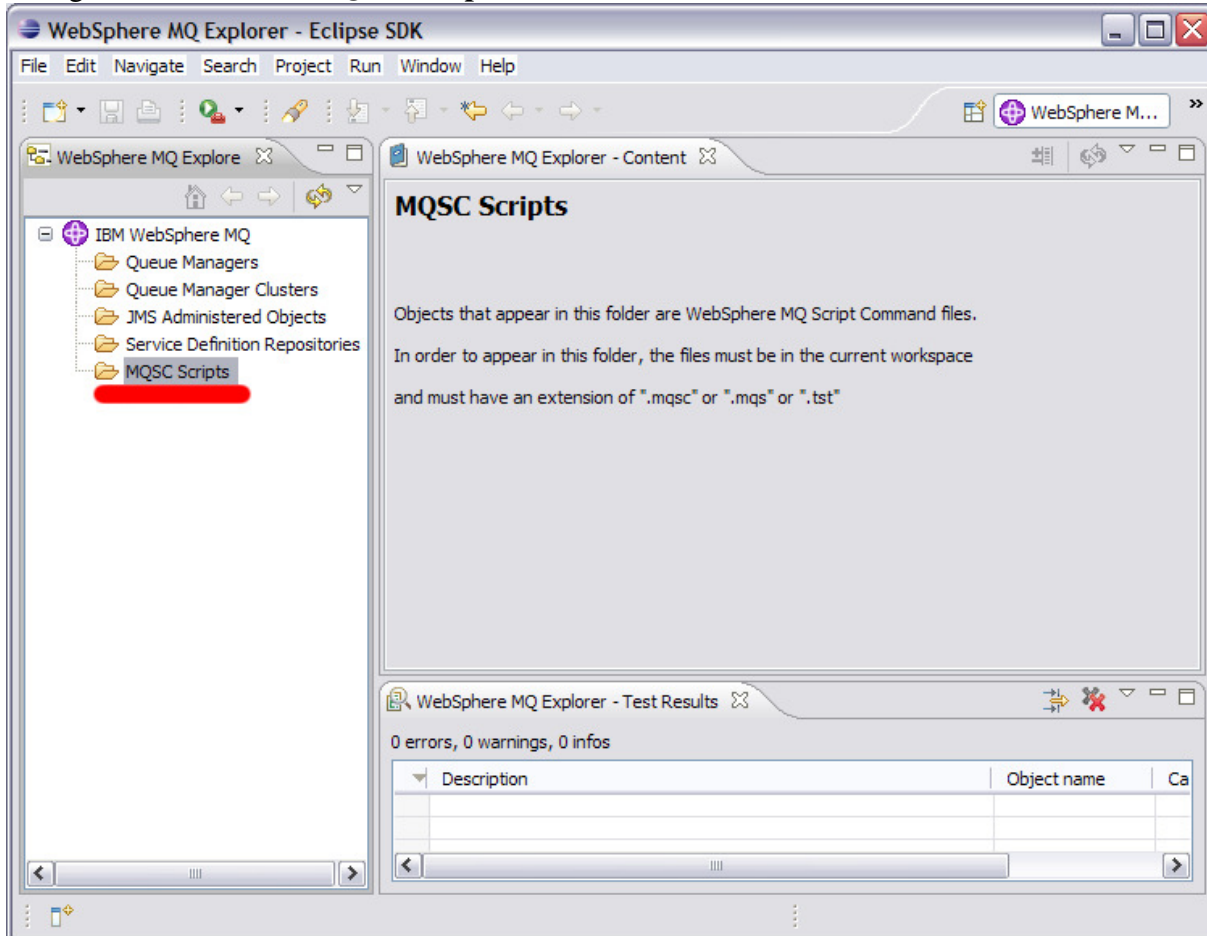 WebSphere MQ Explorer - Eclipse SDK
File Edit Navigate Search Project Run Window Help
WebSphere M...
WebSphere MQ Explore
IBM WebSphere MQ
Queue Managers
Queue Manager Clusters
JMS Administered Objects
Service Definition Repositories
MQSC Scripts
WebSphere MQ Explorer - Content
MQSC Scripts
Objects that appear in this folder are WebSphere MQ Script Command files.
In order to appear in this folder, the files must be in the current workspace
and must have an extension of ".mqsc" or ".mqs" or ".tst"
WebSphere MQ Explorer - Test Results
0 errors, 0 warnings, 0 infos
Description Object name Ca